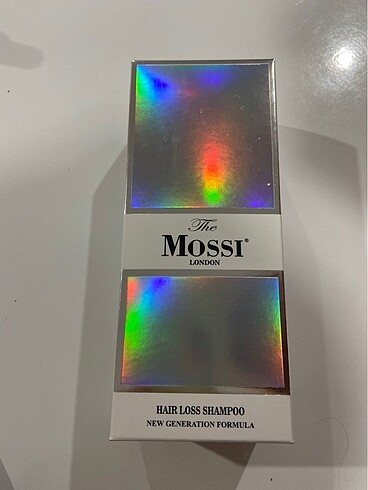 The
MOSSI®
LONDON
HAIR LOSS SHAMPOO
NEW GENERATION FORMULA